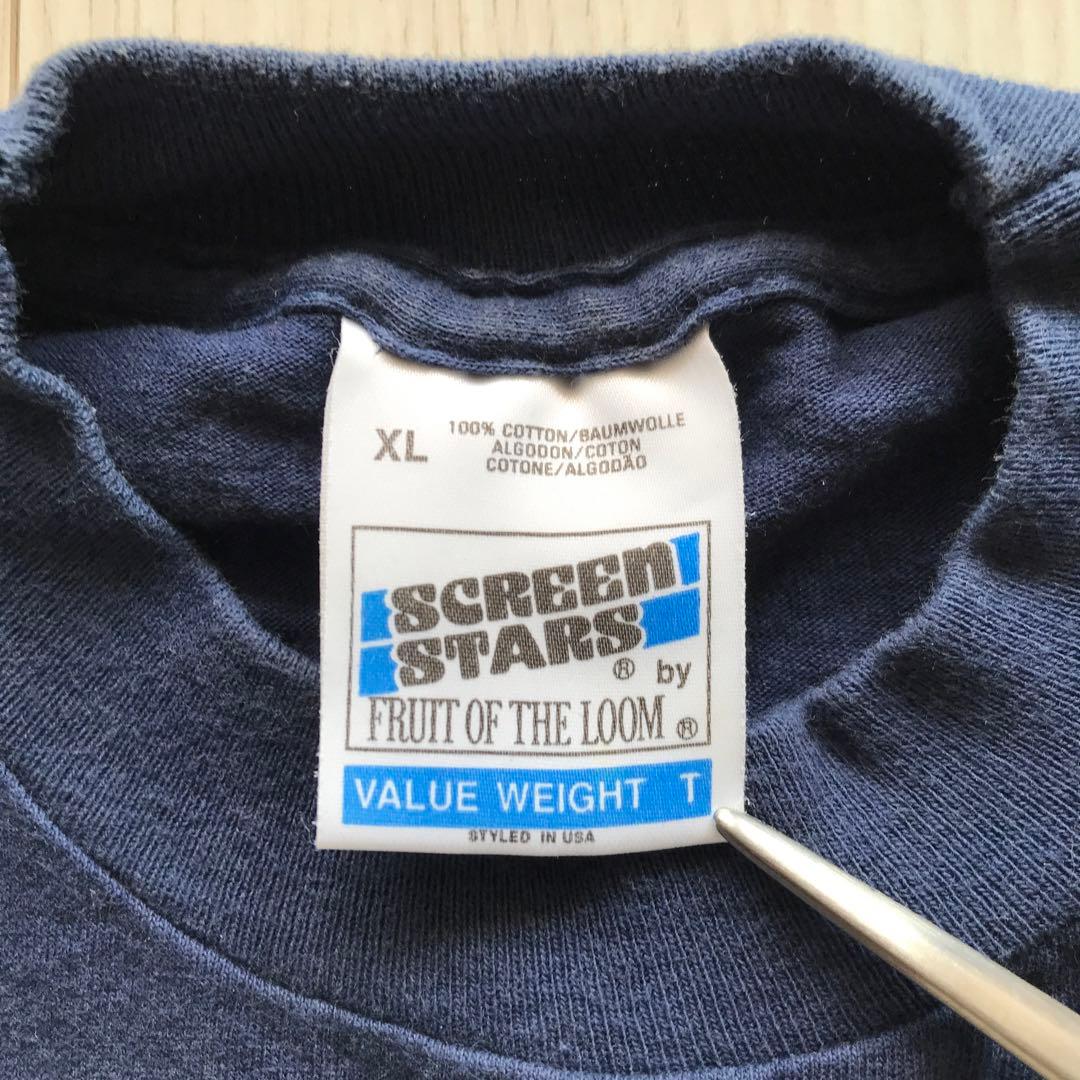 XL
100% COTTON/BAUMWOLLE
ALGODON/COTON
COTONE/ALGODÃO
SCREEN
STARS
® by
FRUIT OF THE LOOM ®
VALUE WEIGHT T
STYLED IN USA